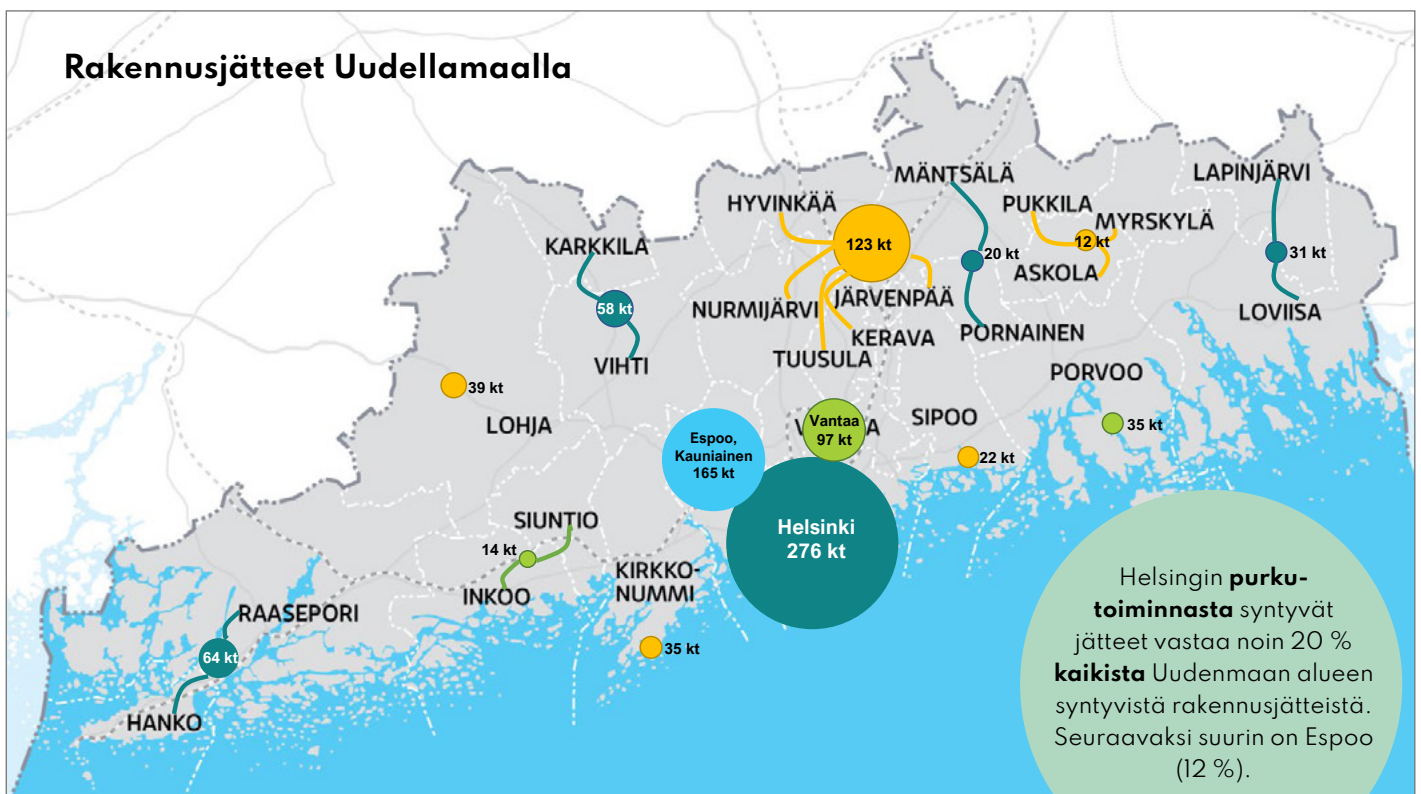 Rakennusjätteet Uudellamaalla
MÄNTSÄLÄ
LAPINJÄRVI
HYVINKÄÄ
PUKKILA
MYRSKYLÄ
KARKKILA
123 kt
12 kt
20 kt
31 kt
ASKOLA
58 kt
NURMIJÄRVI
JÄRVENPÄÄ
LOVIISA
KERAVA
PORNAINEN
VIHTI
TUUSULA
PORVOO
39 kt
LOHJA
SIPOO
Vantaa
97 kt
35 kt
Espoo,
Kauniainen
165 kt
22 kt
SIUNTIO
Helsinki
276 kt
14 kt
INKOO
KIRKKO-
NUMMI
RAASEPORI
35 kt
64 kt
HANKO
Helsingin purku-
toiminnasta syntyvät
jätteet vastaa noin 20 %
kaikista Uudenmaan alueen
syntyvistä rakennusjätteistä.
Seuraavaksi suurin on Espoo
(12 %).